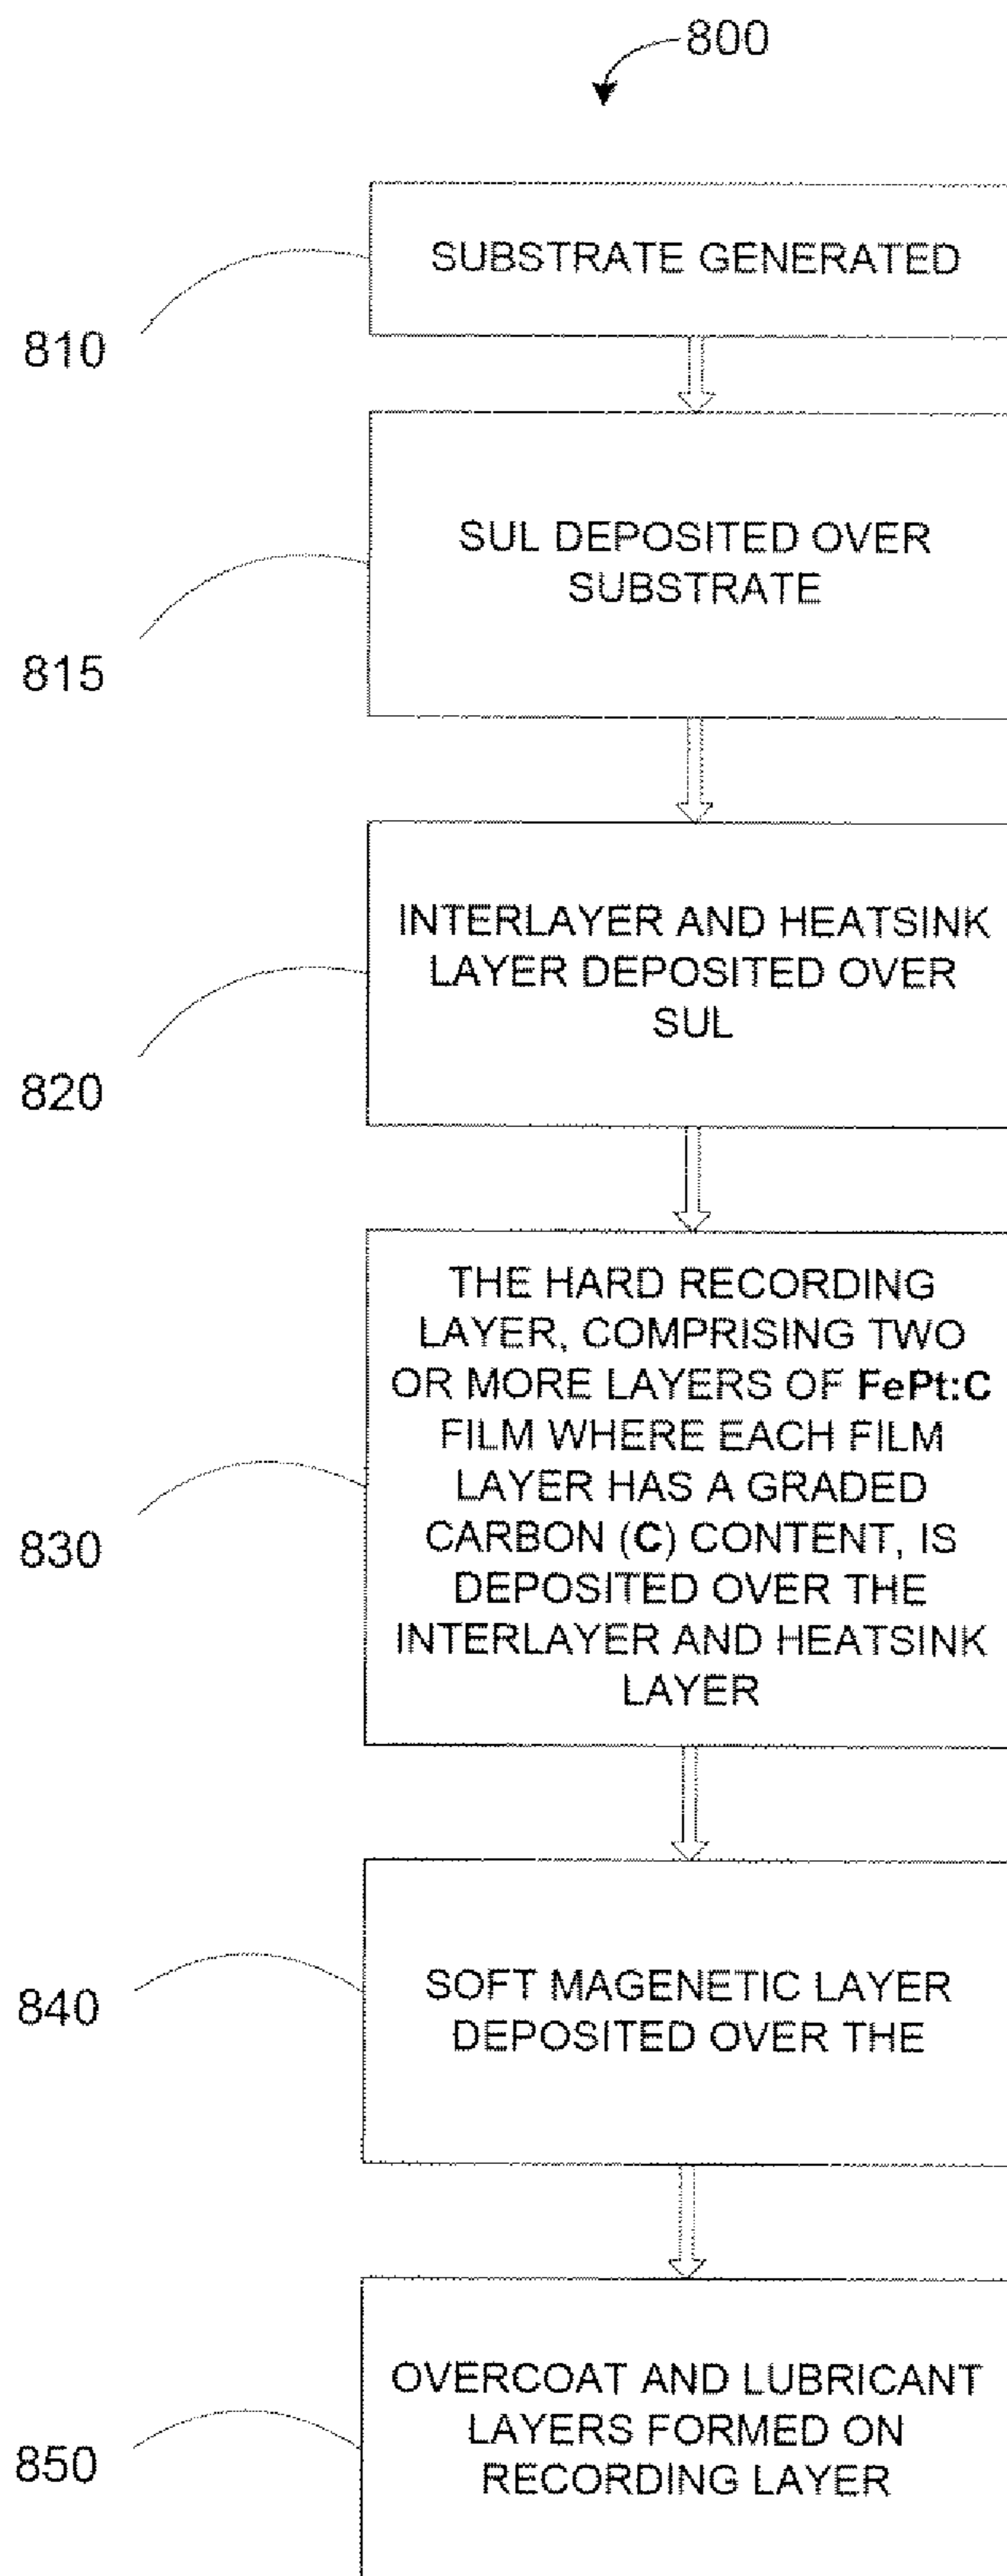 800
SUBSTRATE GENERATED
810
SUL DEPOSITED OVER
SUBSTRATE
815
INTERLAYER AND HEATSINK
LAYER DEPOSITED OVER
SUL
820
THE HARD RECORDING
LAYER, COMPRISING TWO
OR MORE LAYERS OF FePt:C
FILM WHERE EACH FILM
LAYER HAS A GRADED
CARBON (C) CONTENT, IS
DEPOSITED OVER THE
INTERLAYER AND HEATSINK
LAYER
830
SOFT MAGENETIC LAYER
DEPOSITED OVER THE
840
OVERCOAT AND LUBRICANT
LAYERS FORMED ON
RECORDING LAYER
850